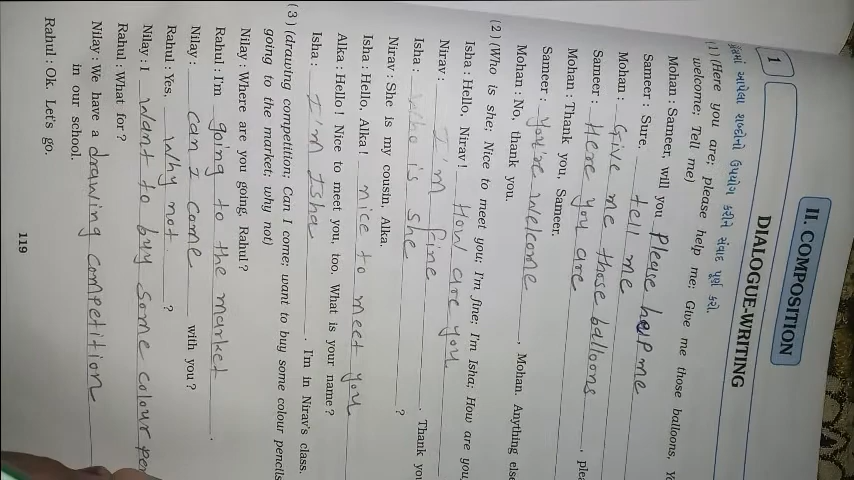 II. COMPOSITION
1
DIALOGUE-WRITING
કંસમાં આપેલા શબ્દોનો ઉપયોગ કરીને સંવાદ પૂર્ણ કરો.
(1) (Here you are; please help me; Give me those balloons,
welcome; Tell me)
Mohan : Sameer, will you Please help me
Sameer : Sure. tell me
Mohan : Give me those balloons ,
Sameer : Here you are
Mohan : Thank you, Sameer.
Sameer : You're welcome , Mohan. Anything else
Mohan : No, thank you.
(2) (Who is she; Nice to meet you; I'm fine; I'm Isha; How are you
Isha : Hello, Nirav! How are you
Nirav : I'm fine . Thank you
Isha : Who is she ?
Nirav : She is my cousin, Alka.
Isha : Hello, Alka! nice to meet you
Alka : Hello! Nice to meet you, too. What is your name?
Isha : I'm Isha . I'm in Nirav's class.
(3) (drawing competition; Can I come; want to buy some colour pencils
going to the market; why not)
Nilay : Where are you going, Rahul?
Rahul : I'm going to the market .
Nilay : can I come with you?
Rahul : Yes, Why not ?
Nilay : I want to buy some colour
Rahul : What for?
Nilay : We have a drawing competition
in our school.
Rahul : Ok. Let's go.
119